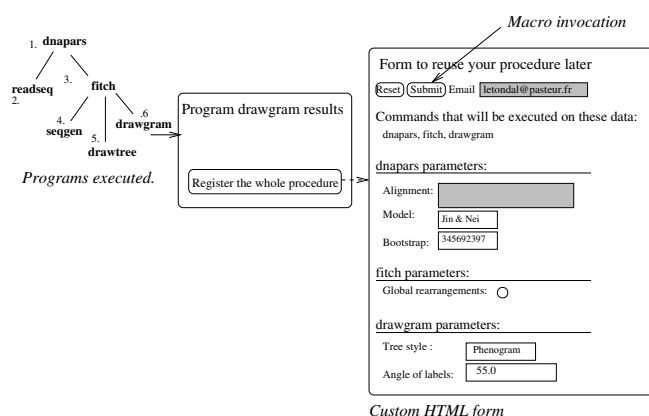 Macro invocation
1. dnapars
readseq
2.
3.
fitch
4.
seqgen
5.
drawtree
.6
drawgram
Programs executed.
Program drawgram results
Register the whole procedure
Form to reuse your procedure later
Reset Submit Email letondal@pasteur.fr
Commands that will be executed on these data:
dnapars, fitch, drawgram
dnapars parameters:
Alignment:
Model: Jin & Nei
Bootstrap: 345692397
fitch parameters:
Global rearrangements:
drawgram parameters:
Tree style : Phenogram
Angle of labels: 55.0
Custom HTML form